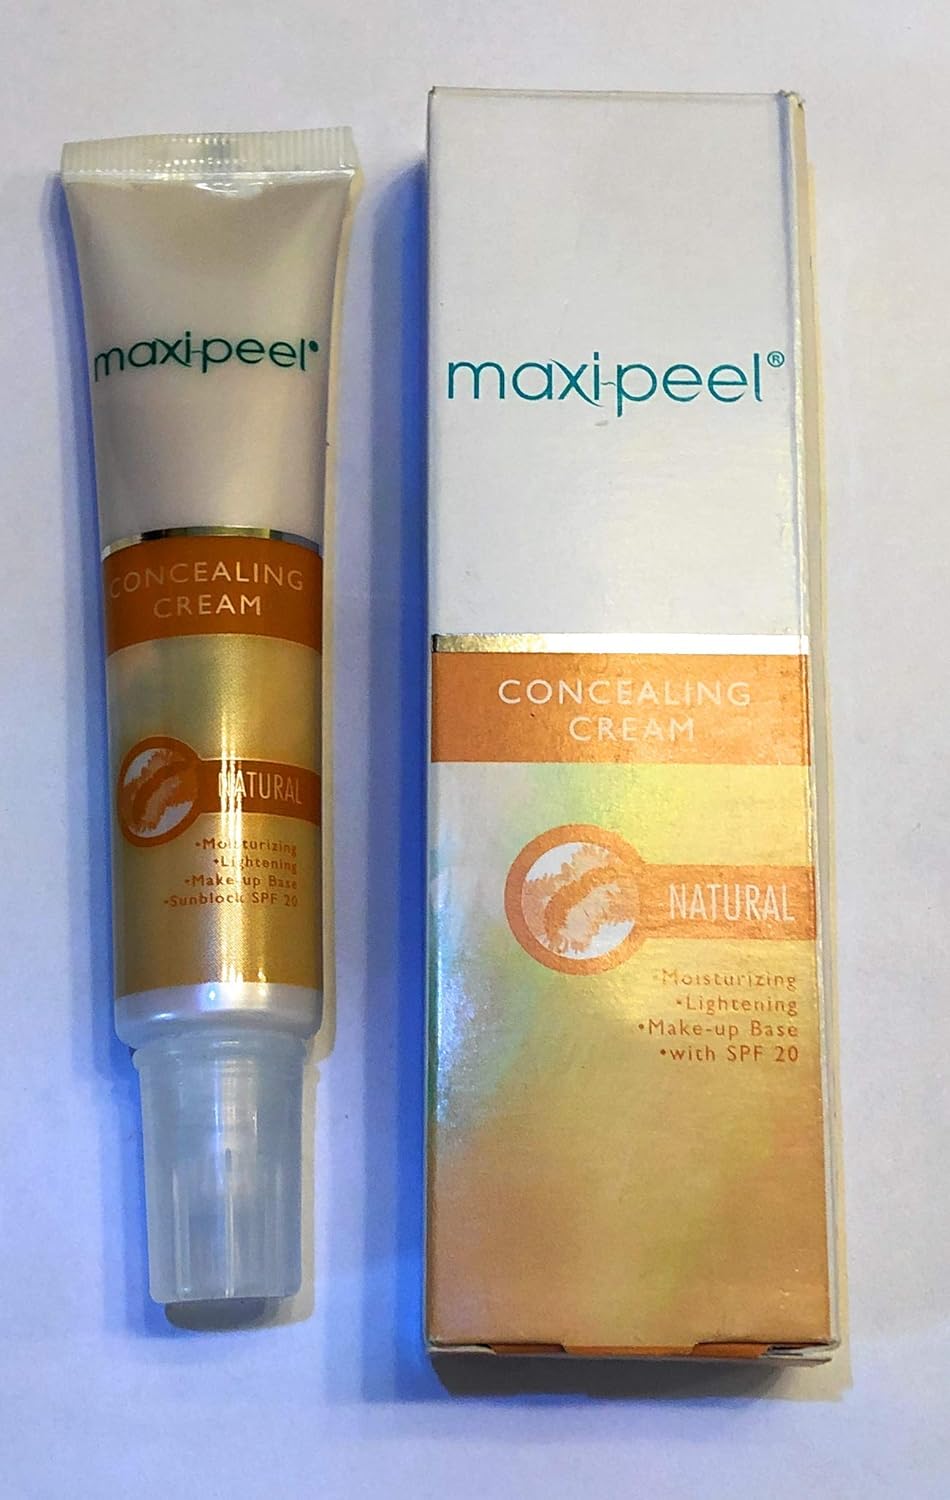 maxi-peel®
CONCEALING
CREAM
NATURAL
•Moisturizing
•Lightening
•Make-up Base
•Sunblock SPF 20
maxi-peel®
CONCEALING
CREAM
NATURAL
•Moisturizing
•Lightening
•Make-up Base
•with SPF 20